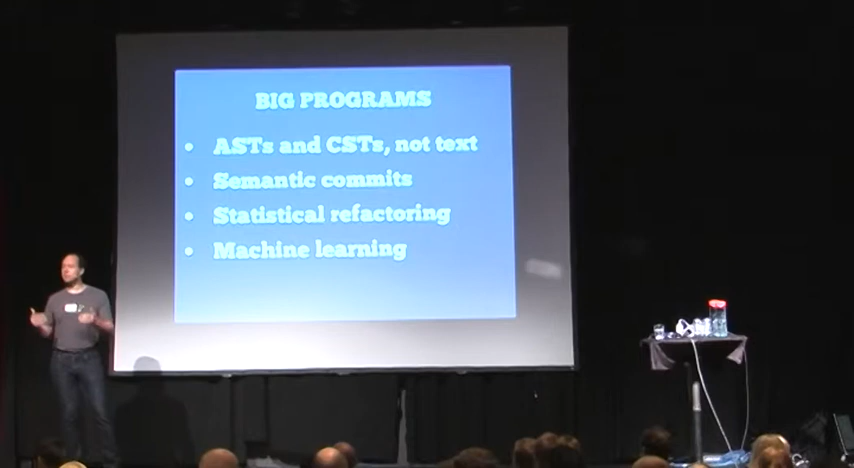 BIG PROGRAMS
• ASTs and CSTs, not text
• Semantic commits
• Statistical refactoring
• Machine learning